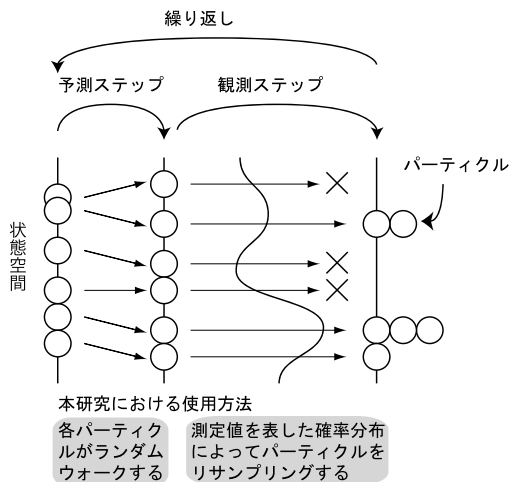 繰り返し
予測ステップ
観測ステップ
パーティクル
状態空間
本研究における使用方法
各パーティク
ルがランダム
ウォークする
測定値を表した確率分布
によってパーティクルを
リサンプリングする